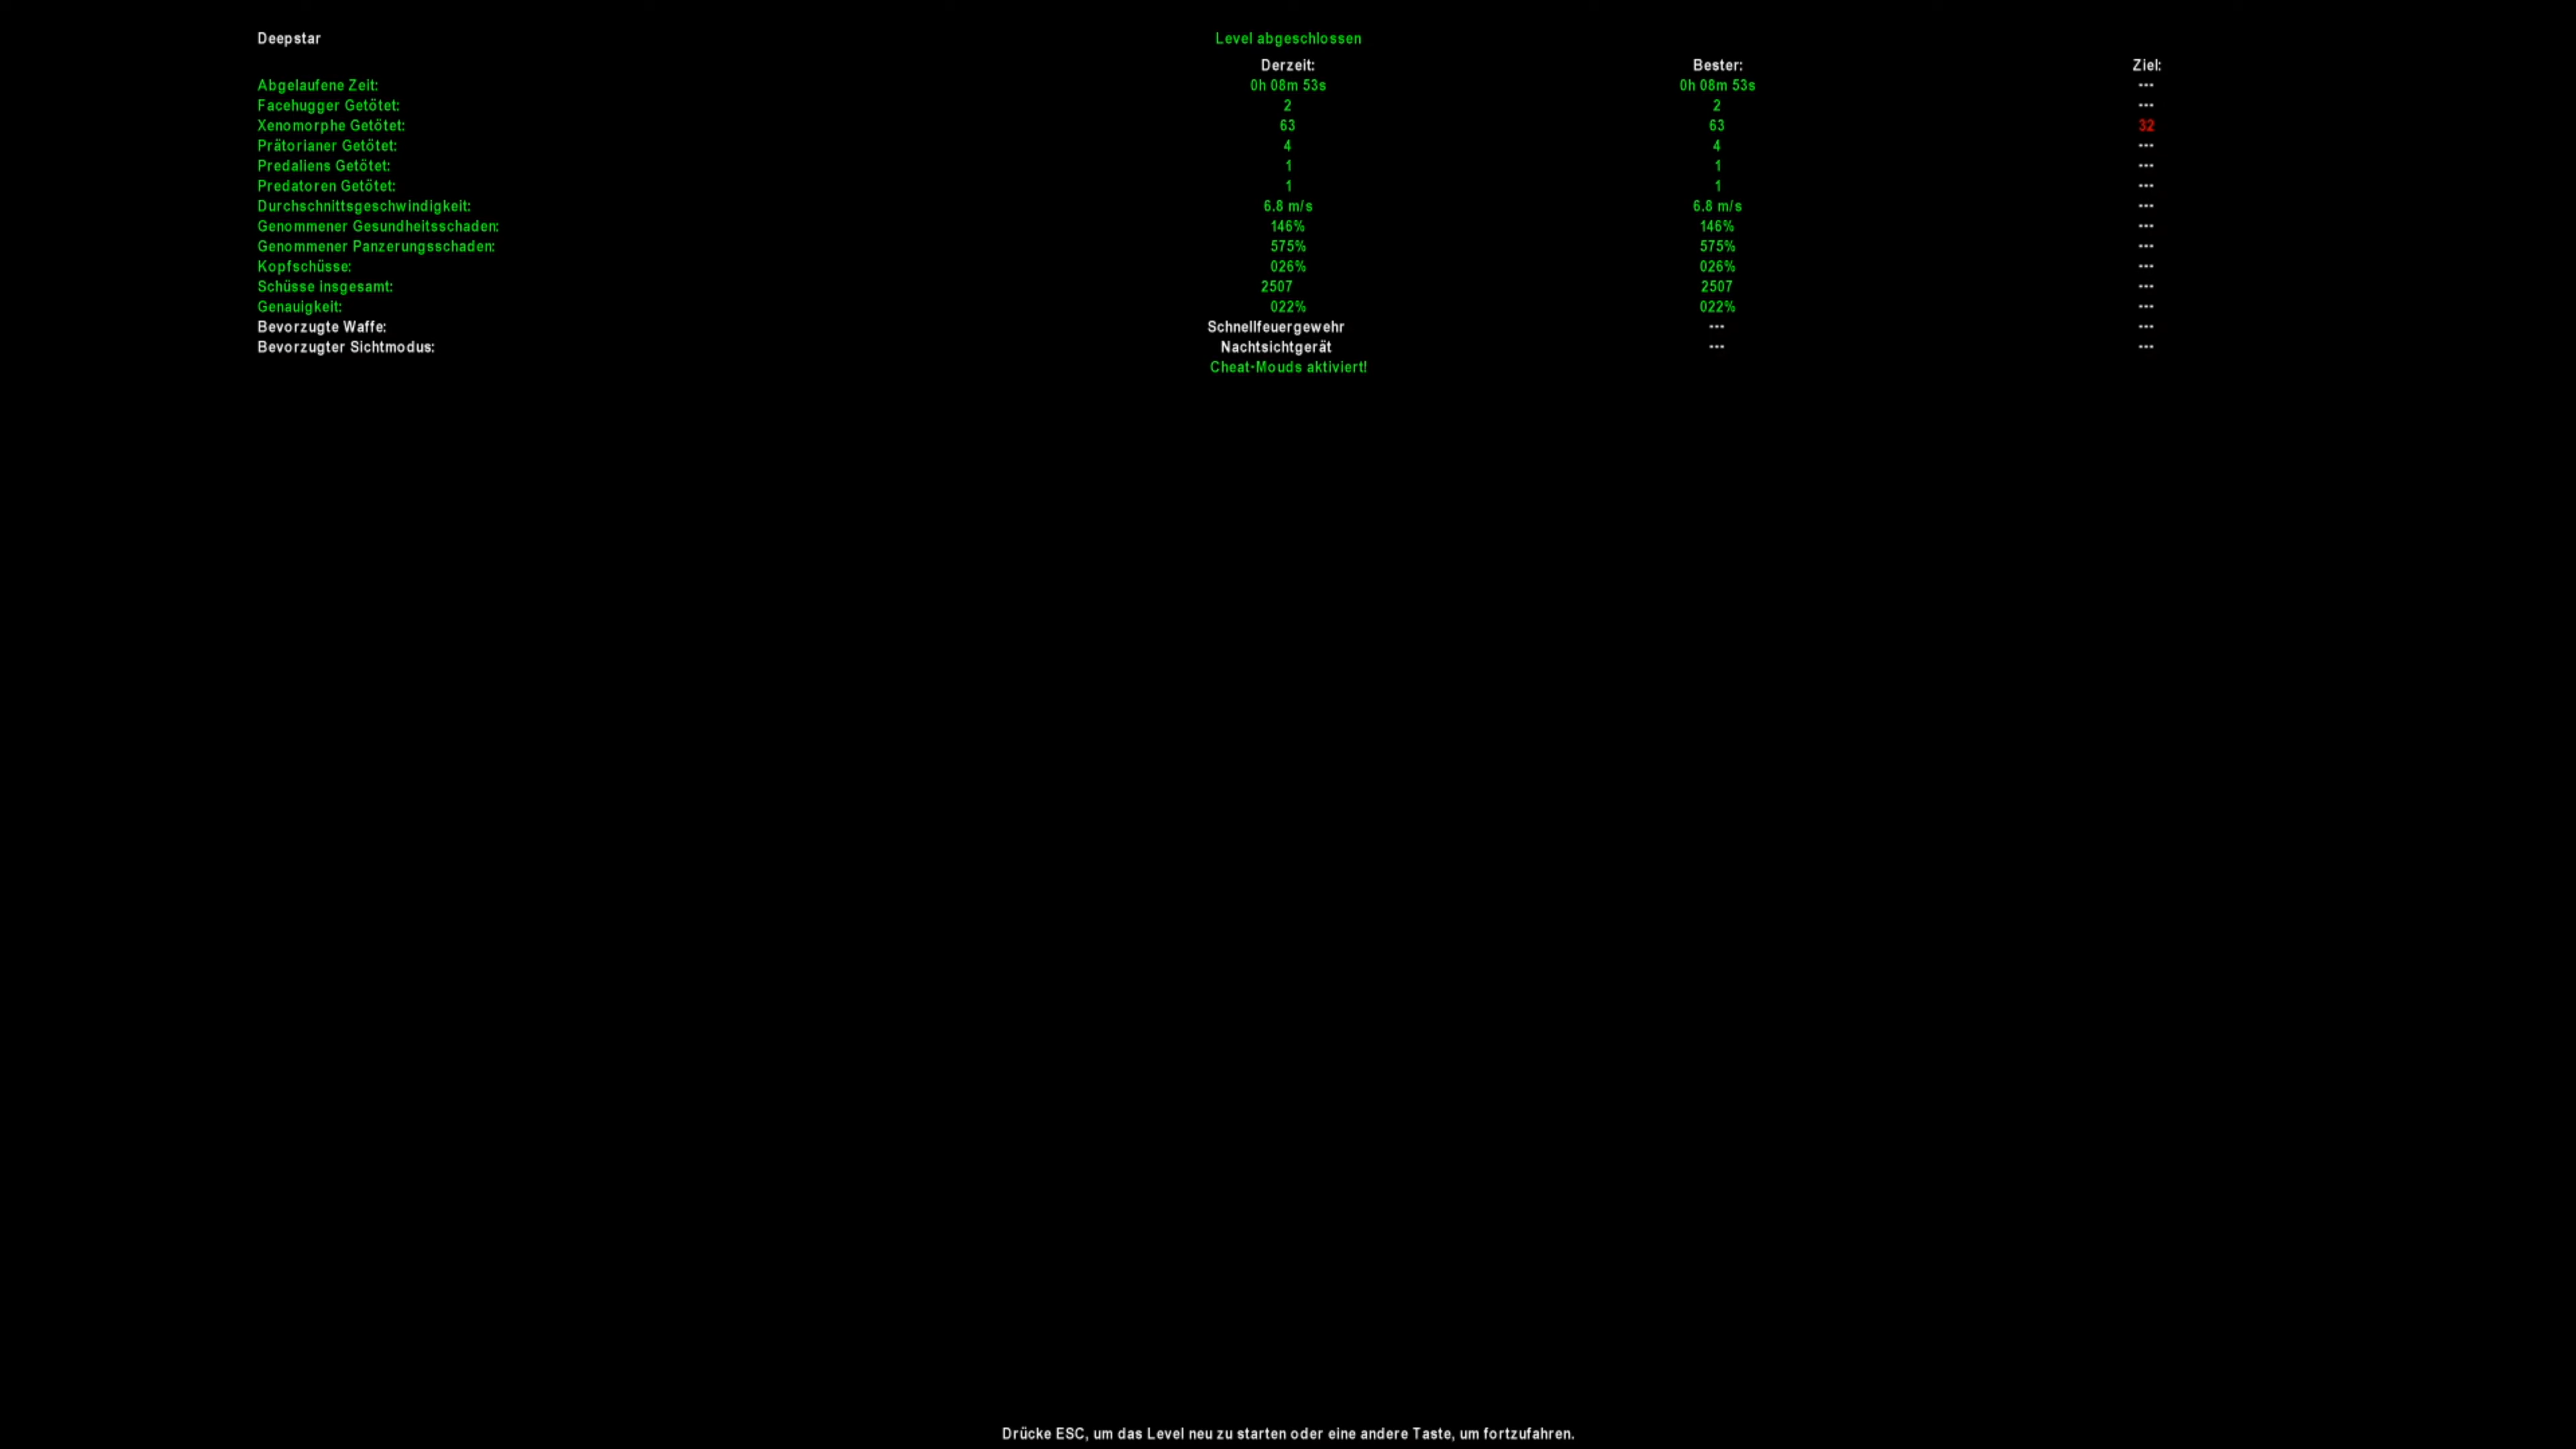 Deepstar Level abgeschlossen
Derzeit: Bester: Ziel:
Abgelaufene Zeit: 0h 08m 53s 0h 08m 53s ---
Facehugger Getötet: 2 2 ---
Xenomorphe Getötet: 63 63 32
Prätorianer Getötet: 4 4 ---
Predaliens Getötet: 1 1 ---
Predatoren Getötet: 1 1 ---
Durchschnittsgeschwindigkeit: 6.8 m/s 6.8 m/s ---
Genommener Gesundheitsschaden: 146% 146% ---
Genommener Panzerungsschaden: 575% 575% ---
Kopfschüsse: 026% 026% ---
Schüsse insgesamt: 2507 2507 ---
Genauigkeit: 022% 022% ---
Bevorzugte Waffe: Schnellfeuergewehr --- ---
Bevorzugter Sichtmodus: Nachtsichtgerät --- ---
Cheat-Mouds aktiviert!
Drücke ESC, um das Level neu zu starten oder eine andere Taste, um fortzufahren.